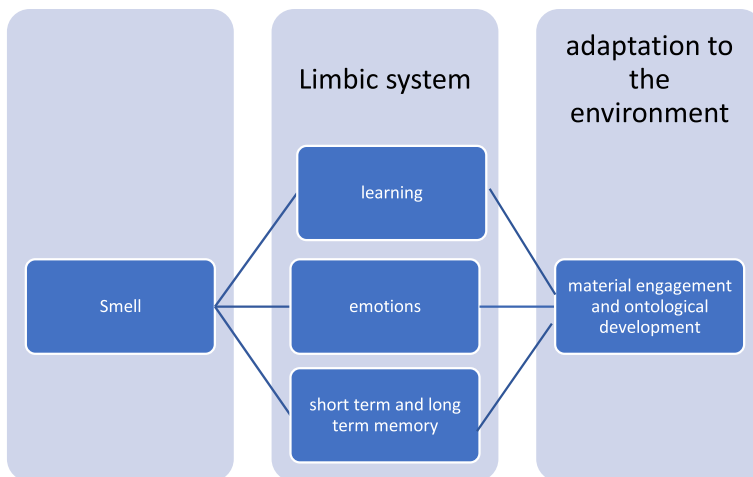 Limbic system
adaptation to
the
environment
learning
Smell
emotions
material engagement
and ontological
development
short term and long
term memory